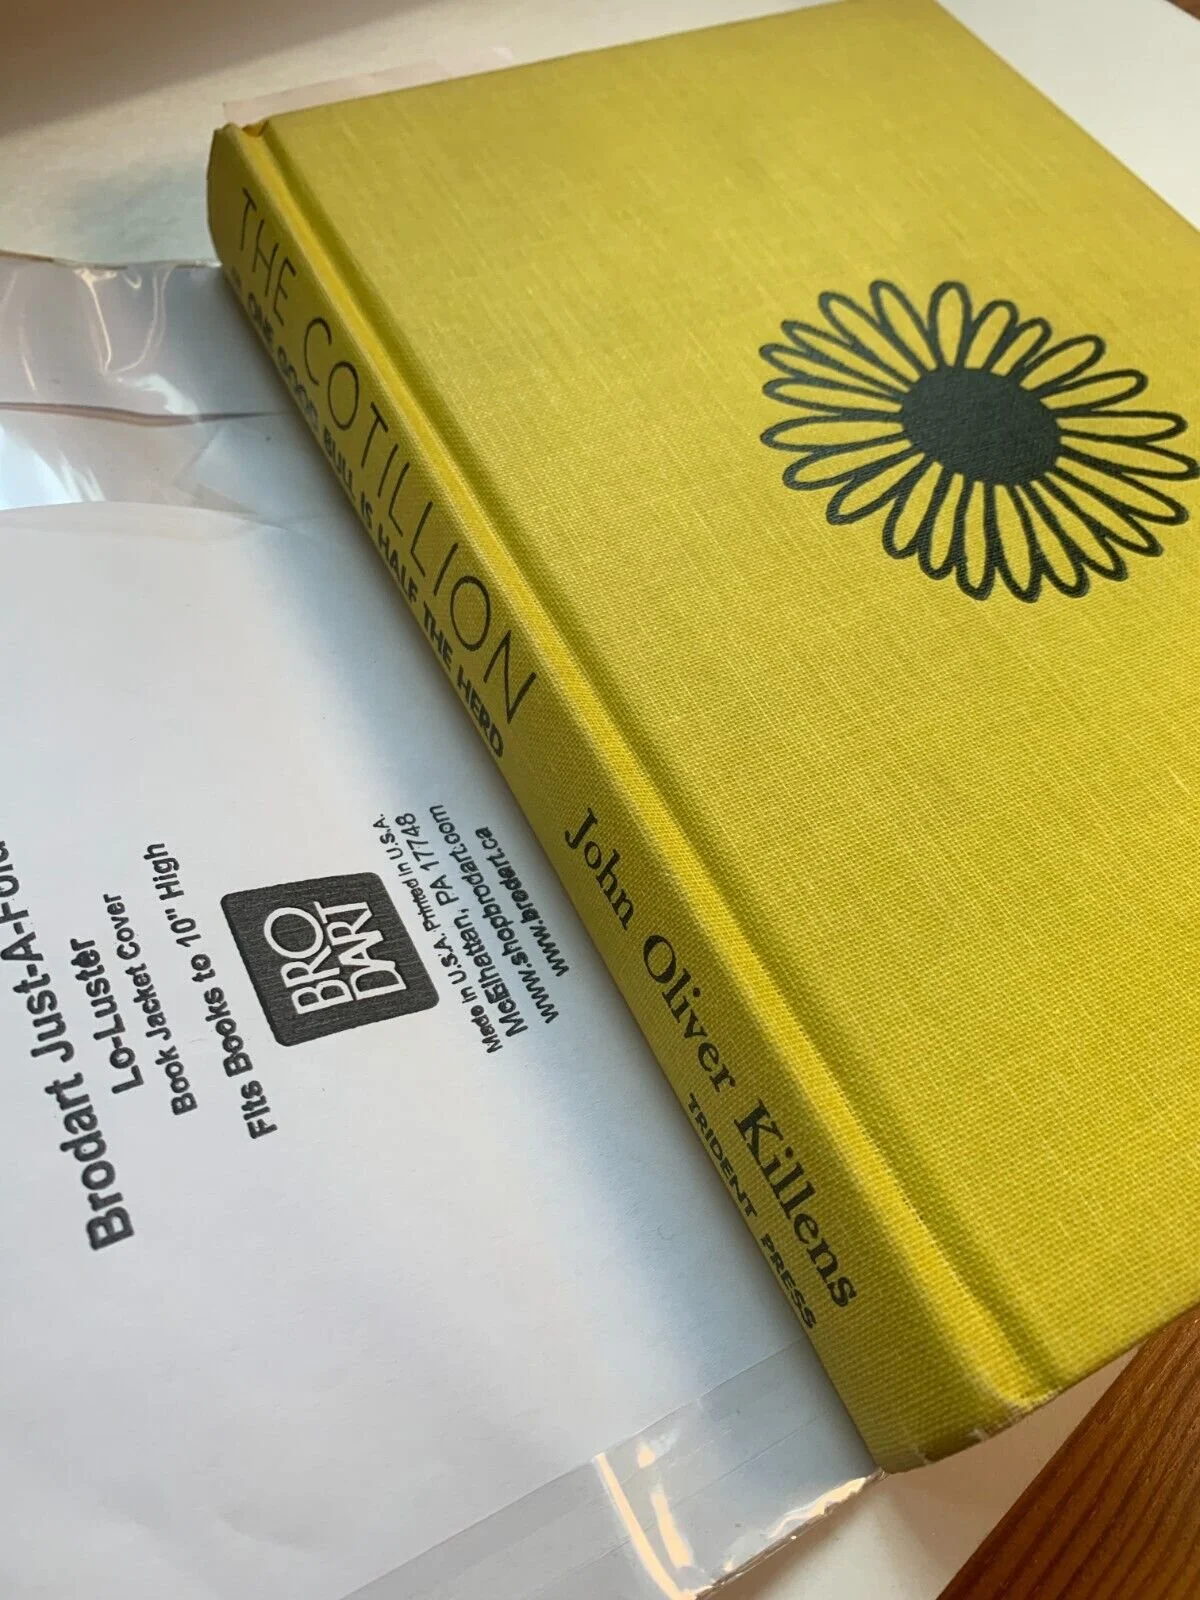 THE COTILLION
OR ONE GOOD BULL IS HALF THE HERD
John Oliver Killens
TRIDENT PRESS
Brodart Just-A-Fold
Lo-Luster
Book Jacket Cover
Fits Books to 10" High
BRO
DART
Made in U.S.A. Printed in U.S.A.
McElhattan, PA 17748
www.shopbrodart.com
www.brodart.ca